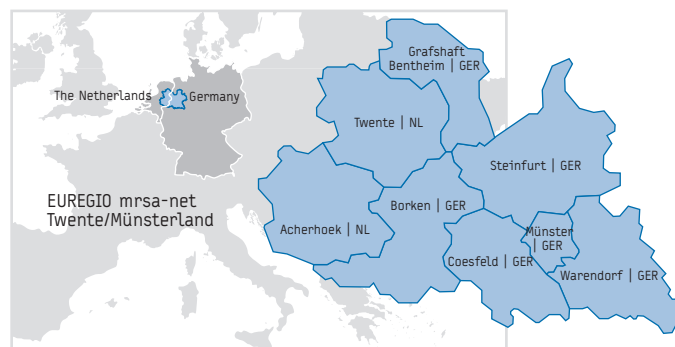 Grafshaft
Bentheim | GER
The Netherlands
Germany
Twente | NL
Steinfurt | GER
EUREGIO mrsa-net
Twente/Münsterland
Borken | GER
Acherhoek | NL
Münster
| GER
Coesfeld | GER
Warendorf | GER